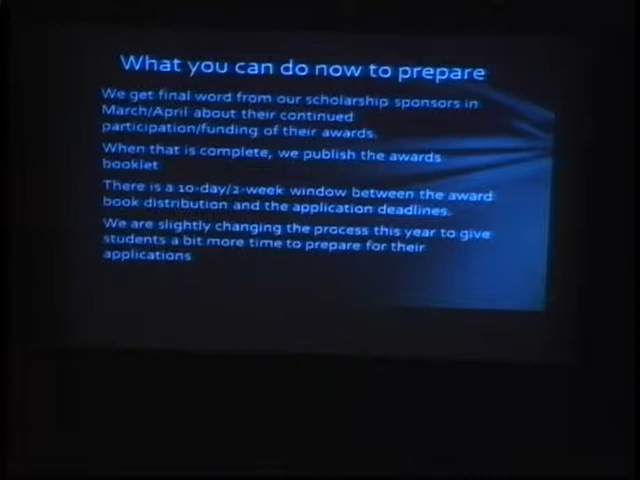 What you can do now to prepare
We get final word from our scholarship sponsors in
March/April about their continued
participation/funding of their awards.
When that is complete, we publish the awards
booklet
There is a 10-day/2-week window between the award
book distribution and the application deadlines.
We are slightly changing the process this year to give
students a bit more time to prepare for their
applications